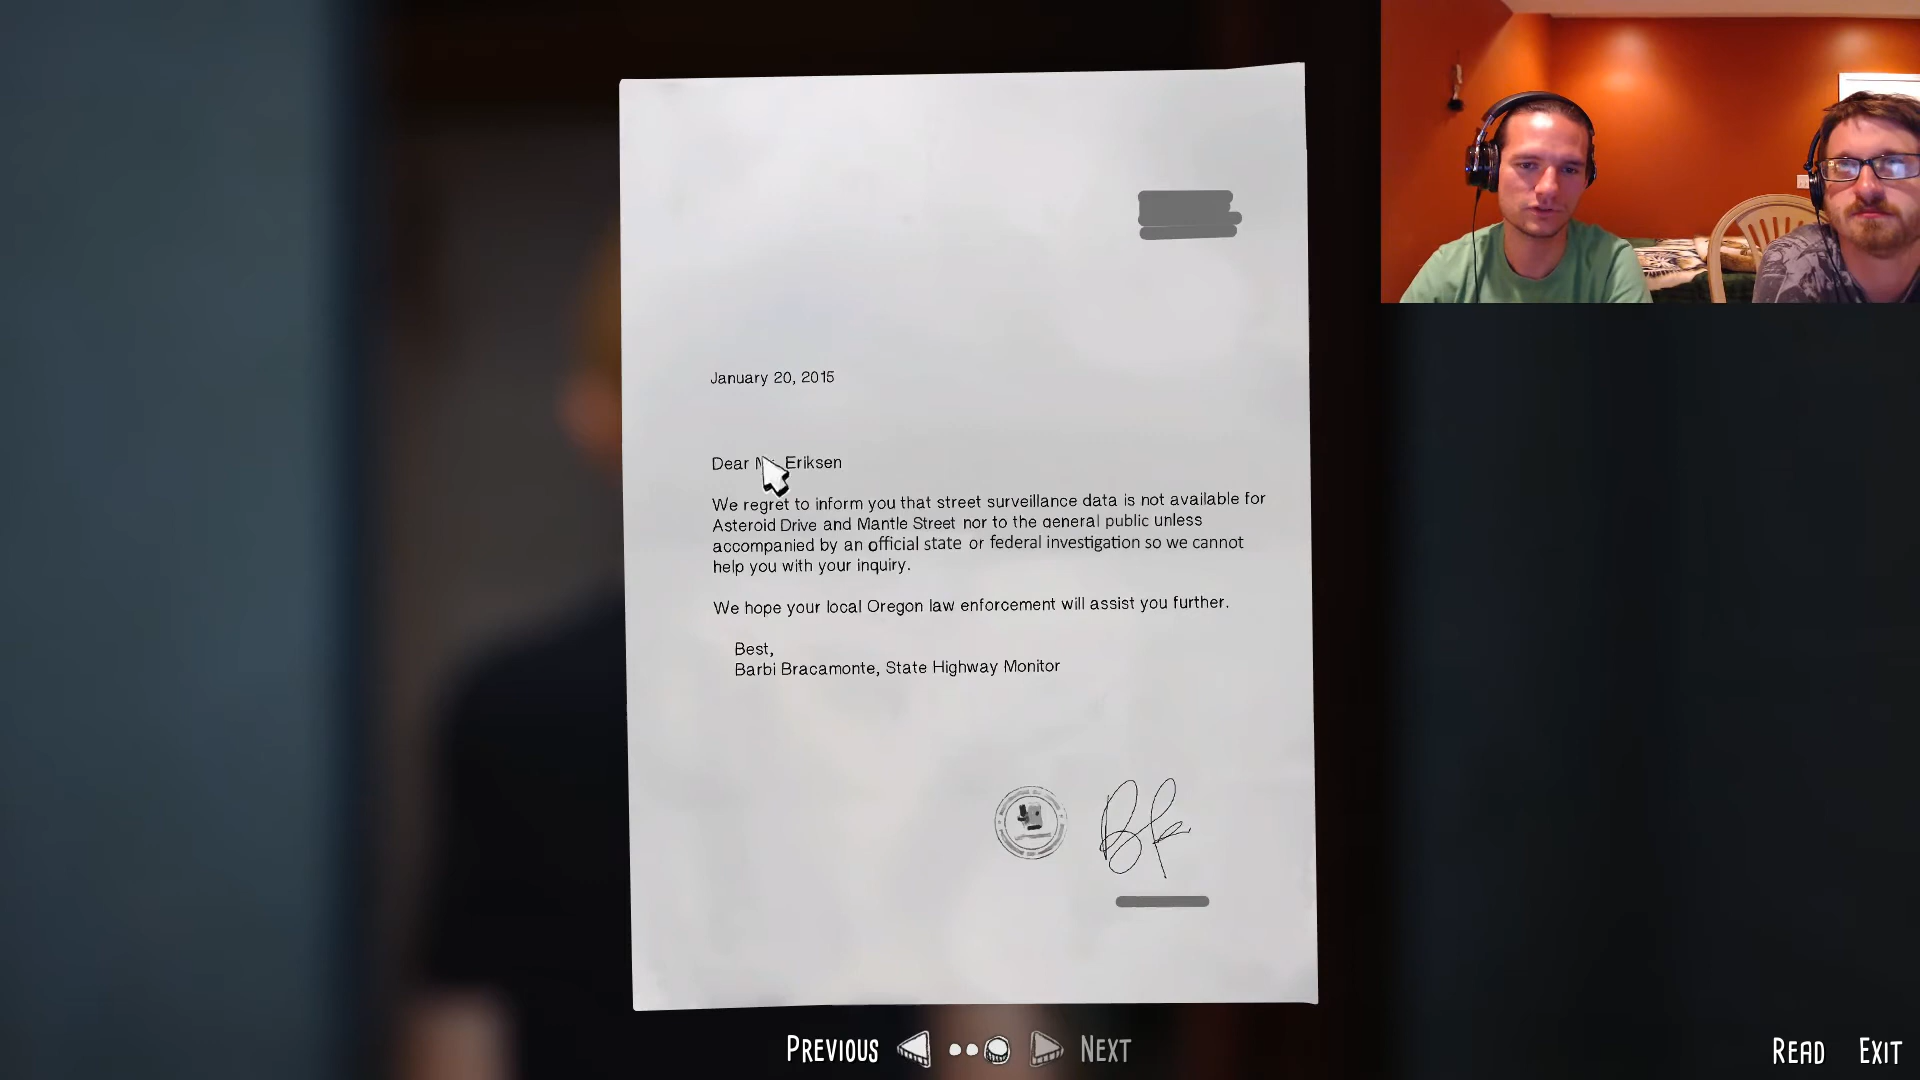 January 20, 2015
Dear Eriksen
We regret to inform you that street surveillance data is not available for
Asteroid Drive and Mantle Street nor to the general public unless
accompanied by an official state or federal investigation so we cannot
help you with your inquiry.
We hope your local Oregon law enforcement will assist you further.
Best,
Barbi Bracamonte, State Highway Monitor
PREVIOUS NEXT
READ EXIT